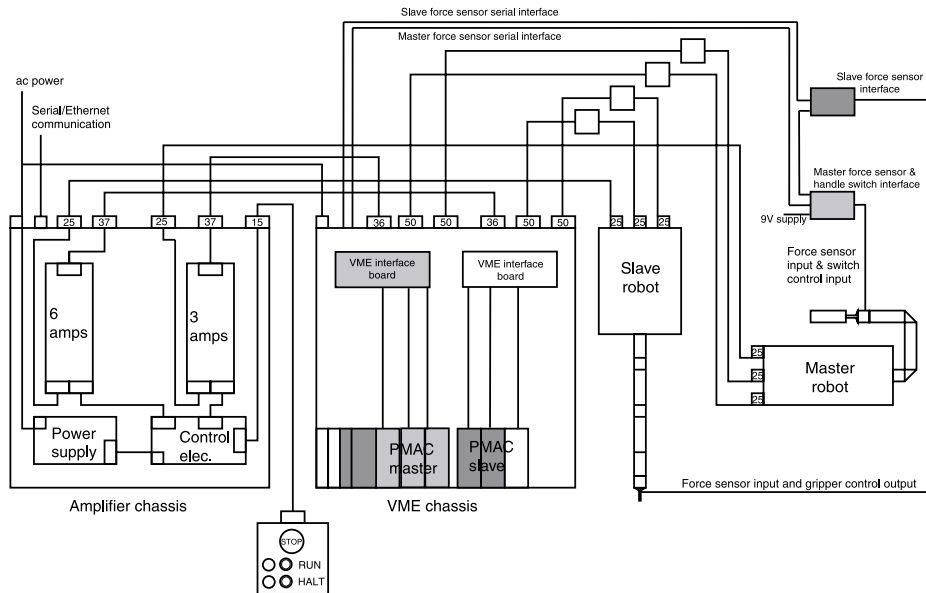 Slave force sensor serial interface
Master force sensor serial interface
ac power
Serial/Ethernet
communication
Slave force sensor
interface
Master force sensor &
handle switch interface
9V supply
Force sensor
input & switch
control input
25
37
25
37
15
36
50
50
36
50
50
25
25
25
VME interface
board
VME interface
board
Slave
robot
6
amps
3
amps
25
25
25
Master
robot
Power
supply
Control
elec.
PMAC
master
PMAC
slave
Force sensor input and gripper control output
Amplifier chassis
VME chassis
STOP
RUN
HALT